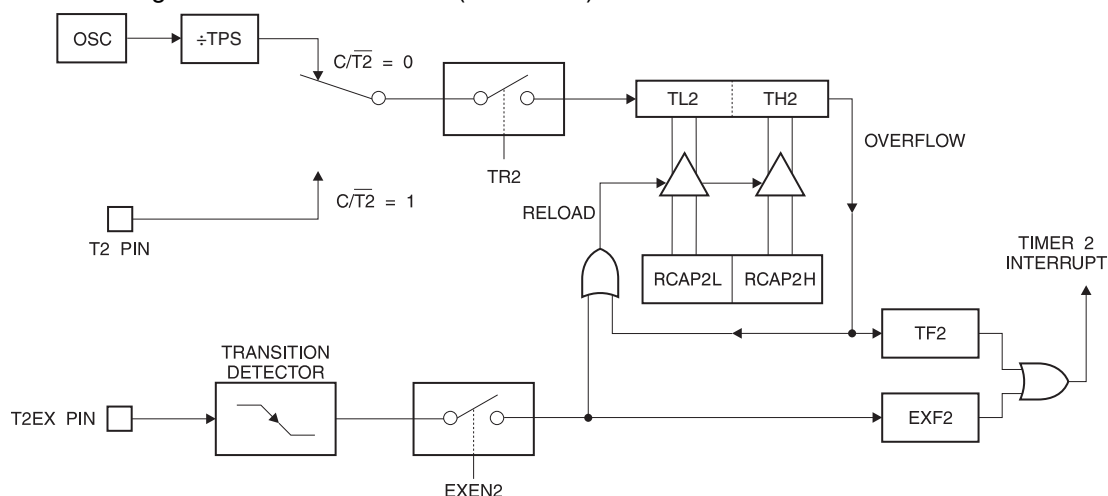 OSC
÷TPS
C/T2 = 0
TL2 TH2
OVERFLOW
TR2
C/T2 = 1
RELOAD
T2 PIN
TIMER 2
INTERRUPT
RCAP2L RCAP2H
TRANSITION
DETECTOR
TF2
T2EX PIN
EXF2
EXEN2